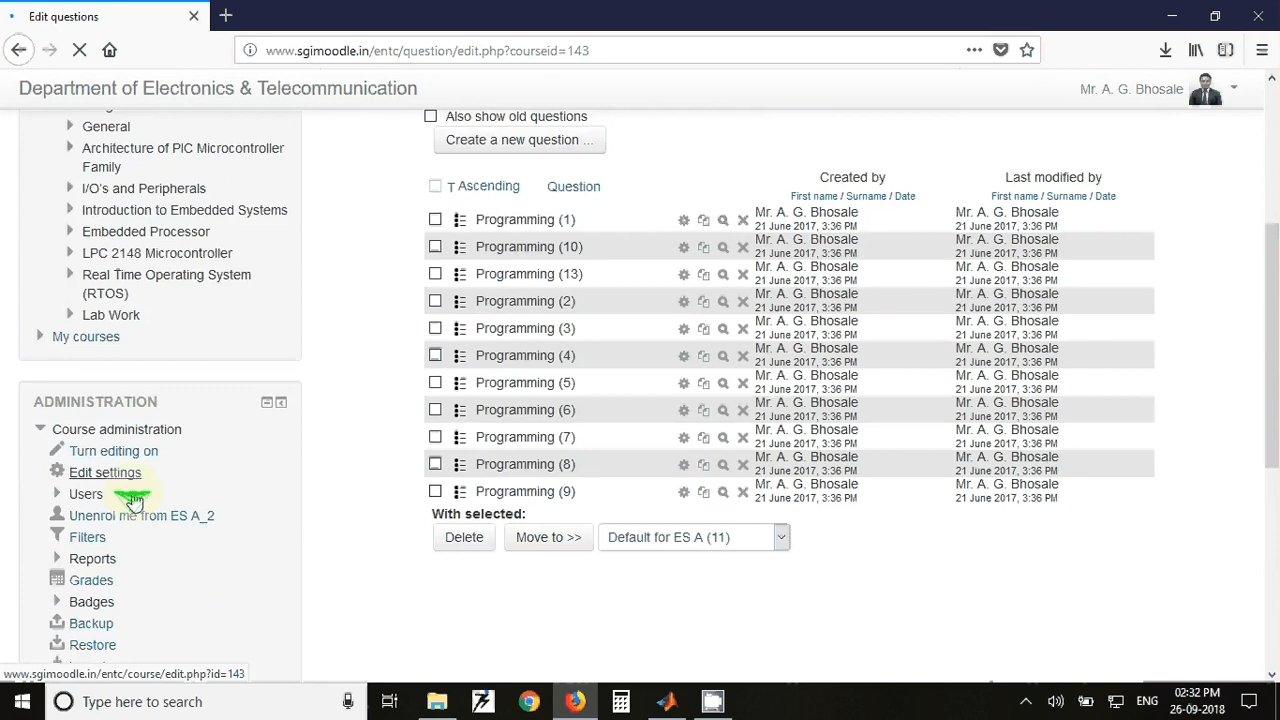 Edit questions
www.sgimoodle.in/entc/question/edit.php?courseid=143
Department of Electronics & Telecommunication
Mr. A. G. Bhosale
General
Architecture of PIC Microcontroller
Family
I/O's and Peripherals
Introduction to Embedded Systems
Embedded Processor
LPC 2148 Microcontroller
Real Time Operating System
(RTOS)
Lab Work
My courses
ADMINISTRATION
Course administration
Turn editing on
Edit settings
Users
Unenrol me from ES A_2
Filters
Reports
Grades
Badges
Backup
Restore
www.sgimoodle.in/entc/course/edit.php?id=143
Also show old questions
Create a new question ...
T Ascending Question Created by Last modified by
First name / Surname / Date First name / Surname / Date
Programming (1) Mr. A. G. Bhosale Mr. A. G. Bhosale
21 June 2017, 3:36 PM 21 June 2017, 3:36 PM
Programming (10) Mr. A. G. Bhosale Mr. A. G. Bhosale
21 June 2017, 3:36 PM 21 June 2017, 3:36 PM
Programming (13) Mr. A. G. Bhosale Mr. A. G. Bhosale
21 June 2017, 3:36 PM 21 June 2017, 3:36 PM
Programming (2) Mr. A. G. Bhosale Mr. A. G. Bhosale
21 June 2017, 3:36 PM 21 June 2017, 3:36 PM
Programming (3) Mr. A. G. Bhosale Mr. A. G. Bhosale
21 June 2017, 3:36 PM 21 June 2017, 3:36 PM
Programming (4) Mr. A. G. Bhosale Mr. A. G. Bhosale
21 June 2017, 3:36 PM 21 June 2017, 3:36 PM
Programming (5) Mr. A. G. Bhosale Mr. A. G. Bhosale
21 June 2017, 3:36 PM 21 June 2017, 3:36 PM
Programming (6) Mr. A. G. Bhosale Mr. A. G. Bhosale
21 June 2017, 3:36 PM 21 June 2017, 3:36 PM
Programming (7) Mr. A. G. Bhosale Mr. A. G. Bhosale
21 June 2017, 3:36 PM 21 June 2017, 3:36 PM
Programming (8) Mr. A. G. Bhosale Mr. A. G. Bhosale
21 June 2017, 3:36 PM 21 June 2017, 3:36 PM
Programming (9) Mr. A. G. Bhosale Mr. A. G. Bhosale
21 June 2017, 3:36 PM 21 June 2017, 3:36 PM
With selected:
Delete Move to >> Default for ES A (11)
Type here to search
ENG
02:32 PM
26-09-2018